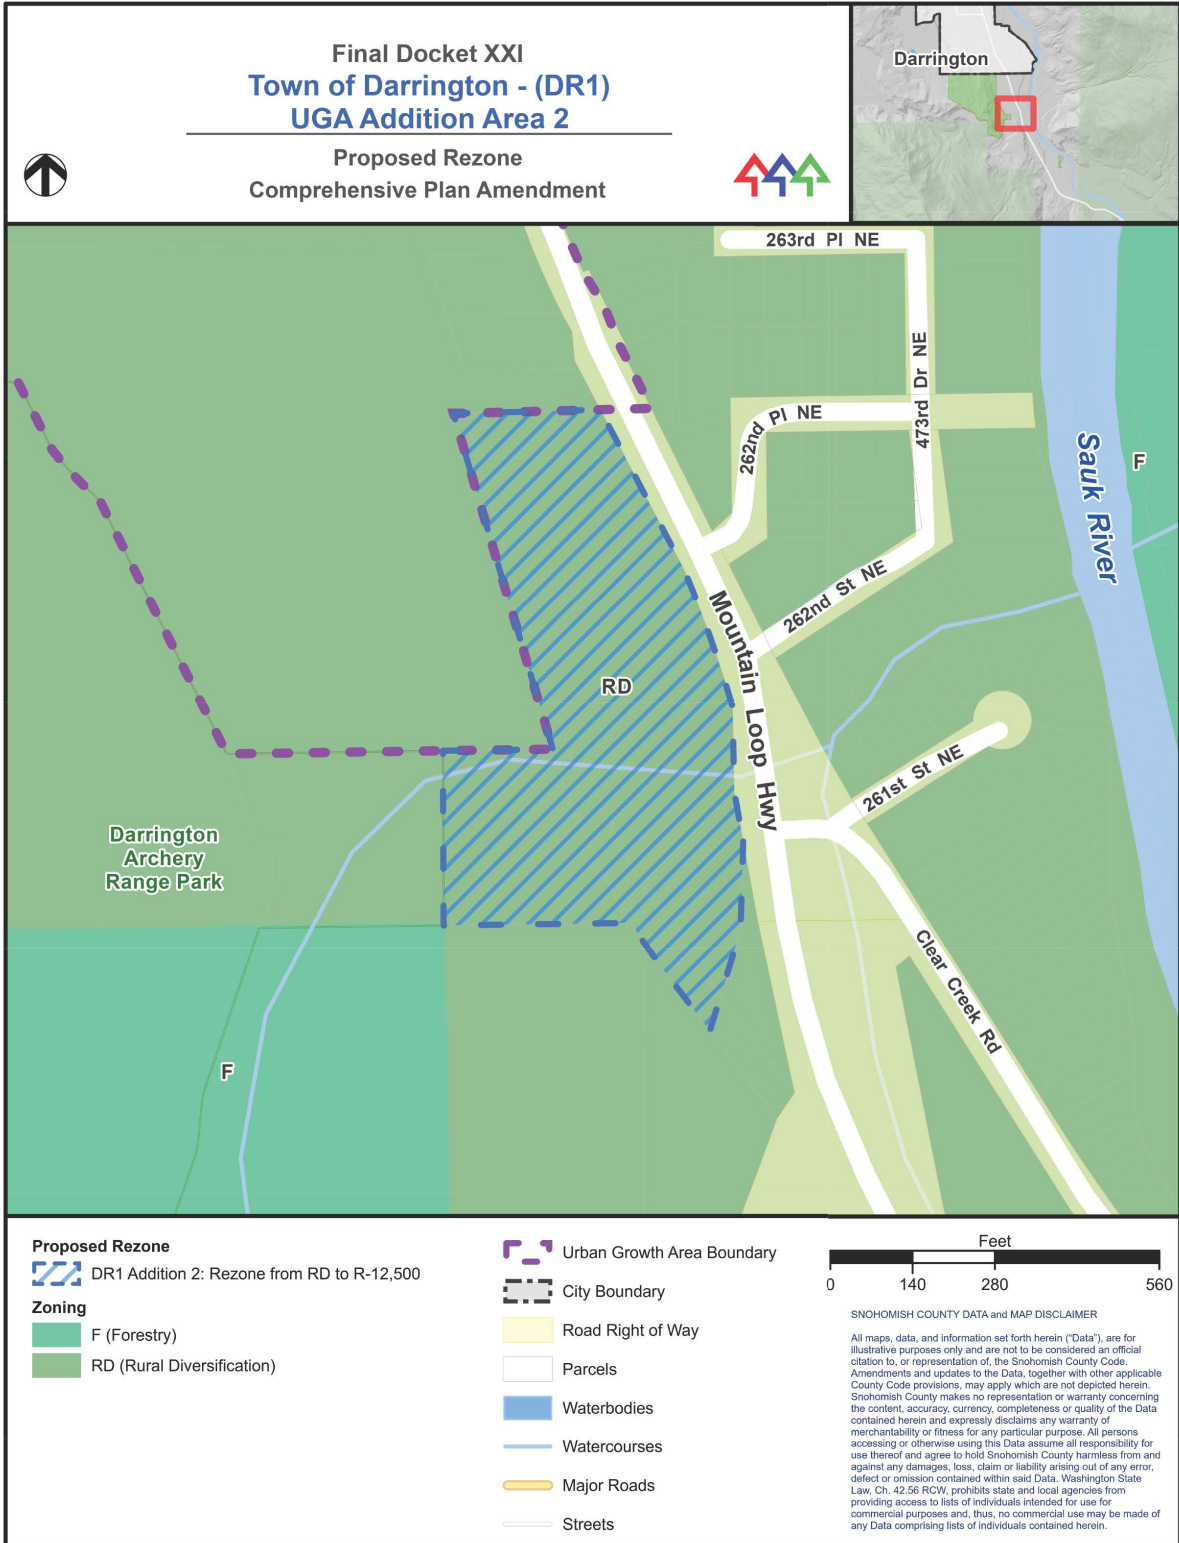 Final Docket XXI
Town of Darrington - (DR1)
UGA Addition Area 2
Proposed Rezone
Comprehensive Plan Amendment
Darrington
263rd Pl NE
473rd Dr NE
262nd Pl NE
Sauk River
F
262nd St NE
Mountain Loop Hwy
RD
261st St NE
Darrington
Archery
Range Park
Clear Creek Rd
F
Proposed Rezone
DR1 Addition 2: Rezone from RD to R-12,500
Zoning
F (Forestry)
RD (Rural Diversification)
Urban Growth Area Boundary
City Boundary
Road Right of Way
Parcels
Waterbodies
Watercourses
Major Roads
Streets
Feet
0 140 280 560
SNOHOMISH COUNTY DATA and MAP DISCLAIMER
All maps, data, and information set forth herein (“Data”), are for
illustrative purposes only and are not to be considered an official
citation to, or representation of, the Snohomish County Code.
Amendments and updates to the Data, together with other applicable
County Code provisions, may apply which are not depicted herein.
Snohomish County makes no representation or warranty concerning
the content, accuracy, currency, completeness or quality of the Data
contained herein and expressly disclaims any warranty of
merchantability or fitness for any particular purpose. All persons
accessing or otherwise using this Data assume all responsibility for
use thereof and agree to hold Snohomish County harmless from and
against any damages, loss, claim or liability arising out of any error,
defect or omission contained within said Data. Washington State
Law, Ch. 42.56 RCW, prohibits state and local agencies from
providing access to lists of individuals intended for use for
commercial purposes and, thus, no commercial use may be made of
any Data comprising lists of individuals contained herein.